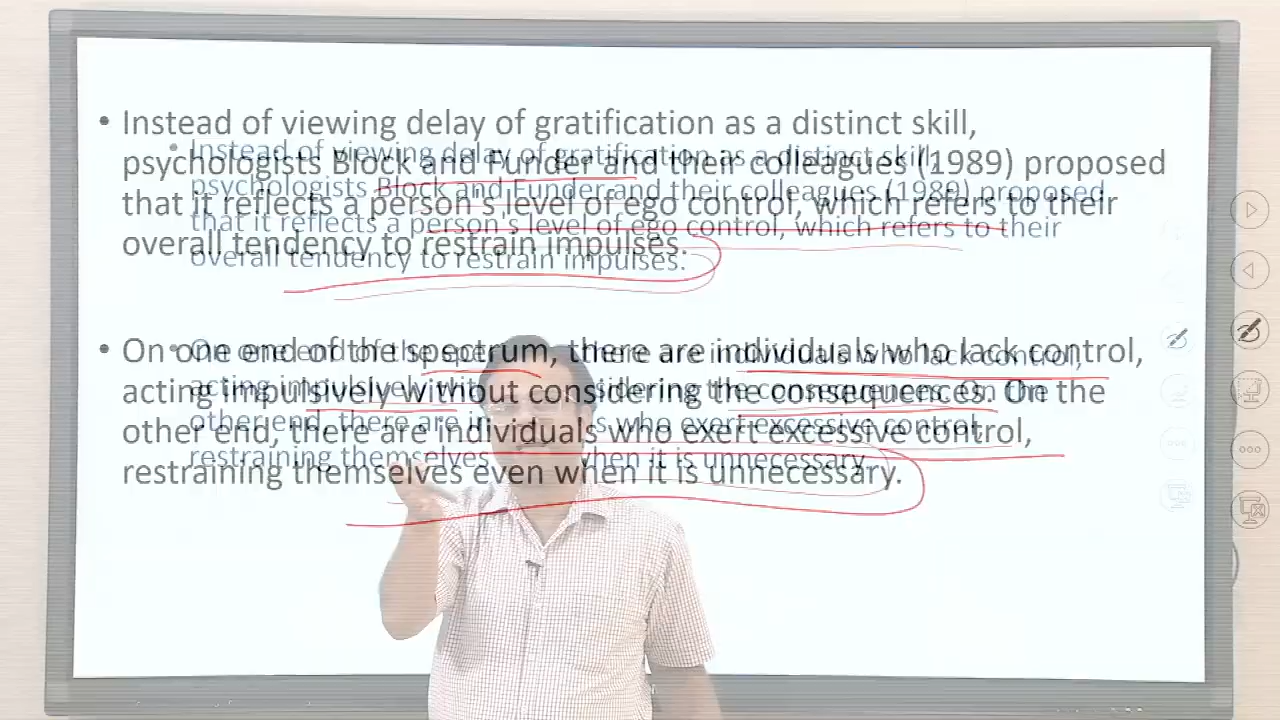 • Instead of viewing delay of gratification as a distinct skill,
psychologists Block and Funder and their colleagues (1989) proposed
that it reflects a person's level of ego control, which refers to their
overall tendency to restrain impulses.
• On one end of the spectrum, there are individuals who lack control,
acting impulsively without considering the consequences. On the
other end, there are individuals who exert excessive control,
restraining themselves even when it is unnecessary.